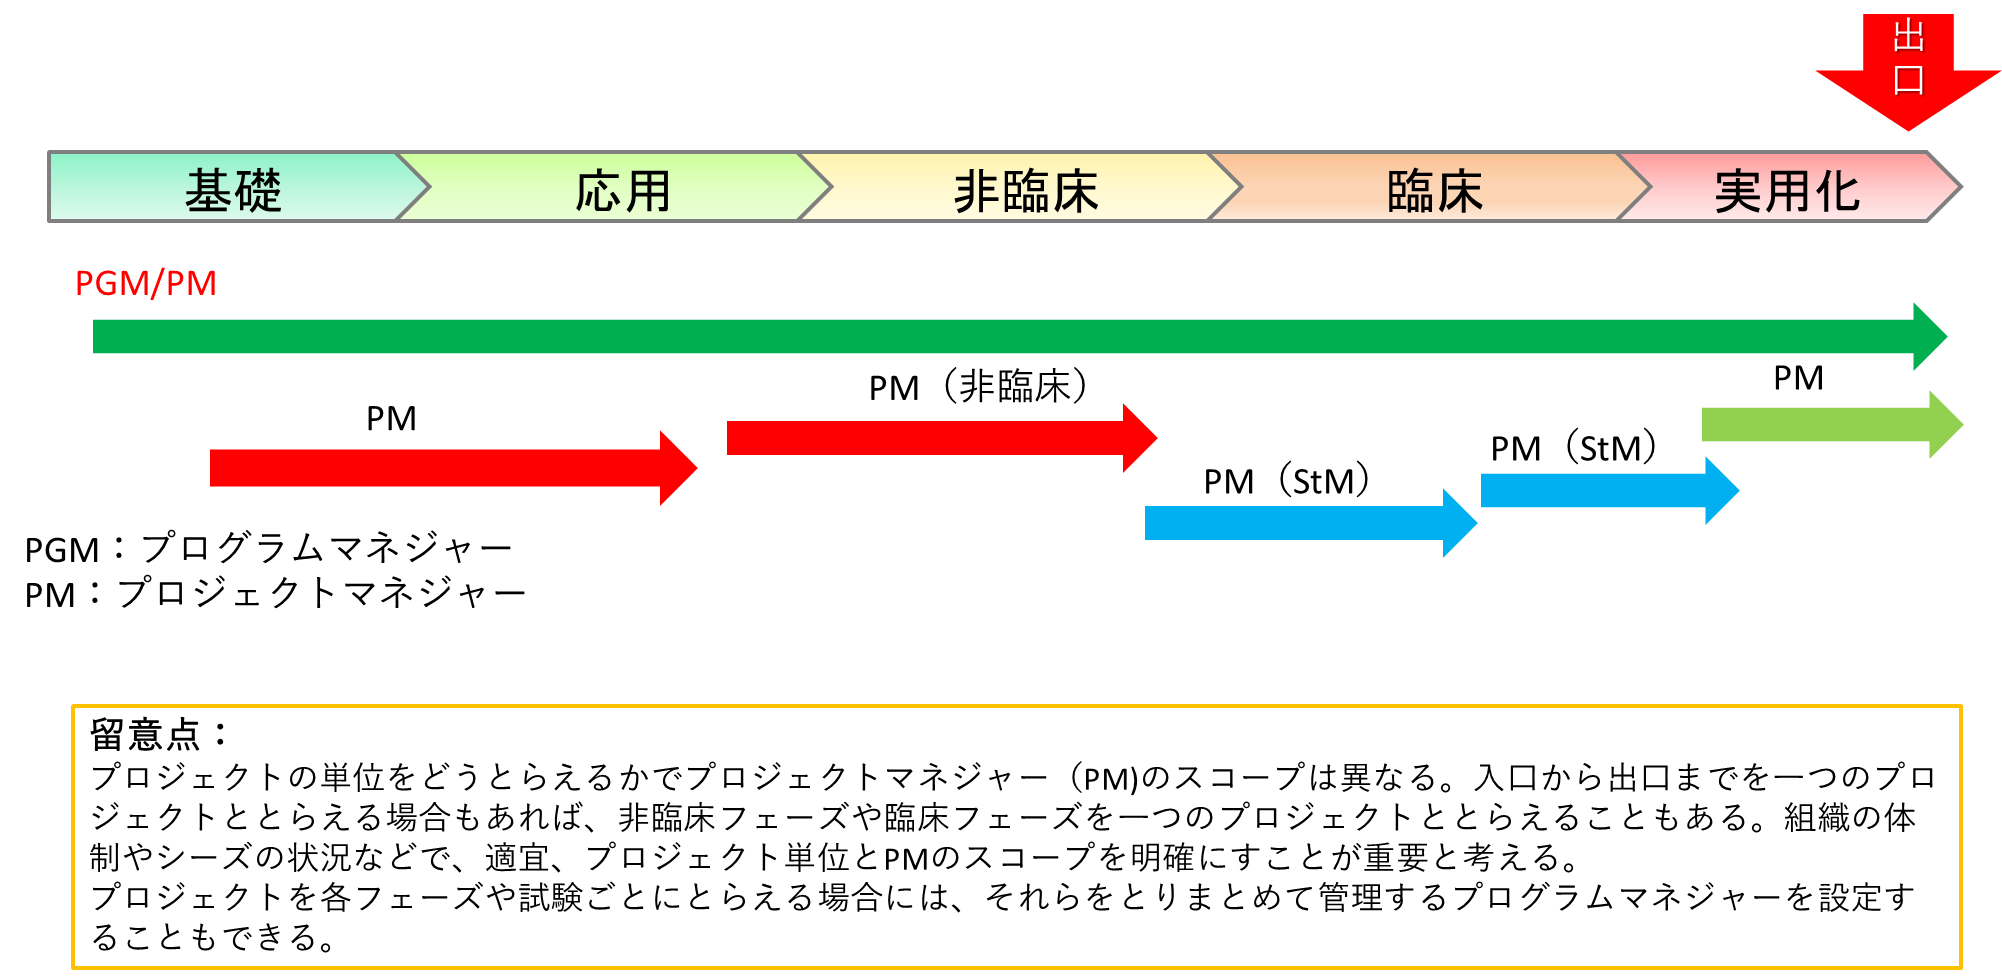 出
口
基礎
応用
非臨床
臨床
実用化
PGM/PM
PM（非臨床）
PM
PM
PM（StM）
PM（StM）
PGM：プログラムマネジャー
PM：プロジェクトマネジャー
留意点：
プロジェクトの単位をどうとらえるかでプロジェクトマネジャー（PM)のスコープは異なる。入口から出口までを一つのプロ
ジェクトととらえる場合もあれば、非臨床フェーズや臨床フェーズを一つのプロジェクトととらえることもある。組織の体
制やシーズの状況などで、適宜、プロジェクト単位とPMのスコープを明確にすことが重要と考える。
プロジェクトを各フェーズや試験ごとにとらえる場合には、それらをとりまとめて管理するプログラムマネジャーを設定す
ることもできる。